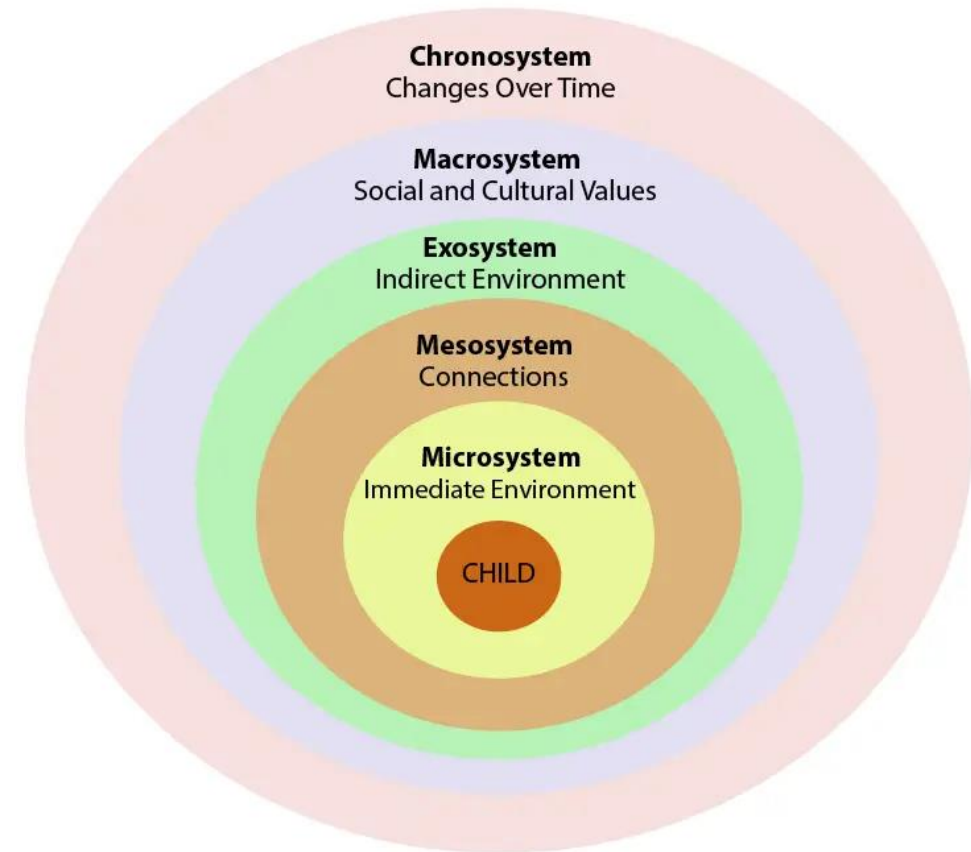 Chronosystem
Changes Over Time
Macrosystem
Social and Cultural Values
Exosystem
Indirect Environment
Mesosystem
Connections
Microsystem
Immediate Environment
CHILD